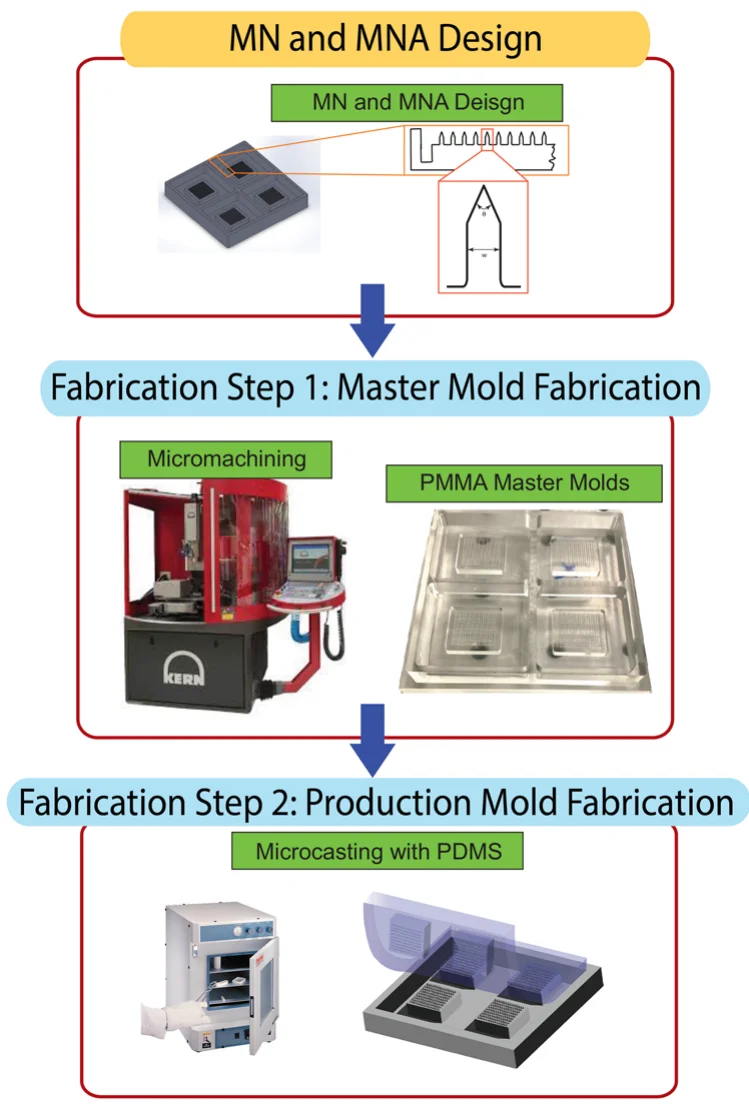 MN and MNA Design
MN and MNA Deisgn
θ
w
Fabrication Step 1: Master Mold Fabrication
Micromachining
PMMA Master Molds
KERN
Fabrication Step 2: Production Mold Fabrication
Microcasting with PDMS